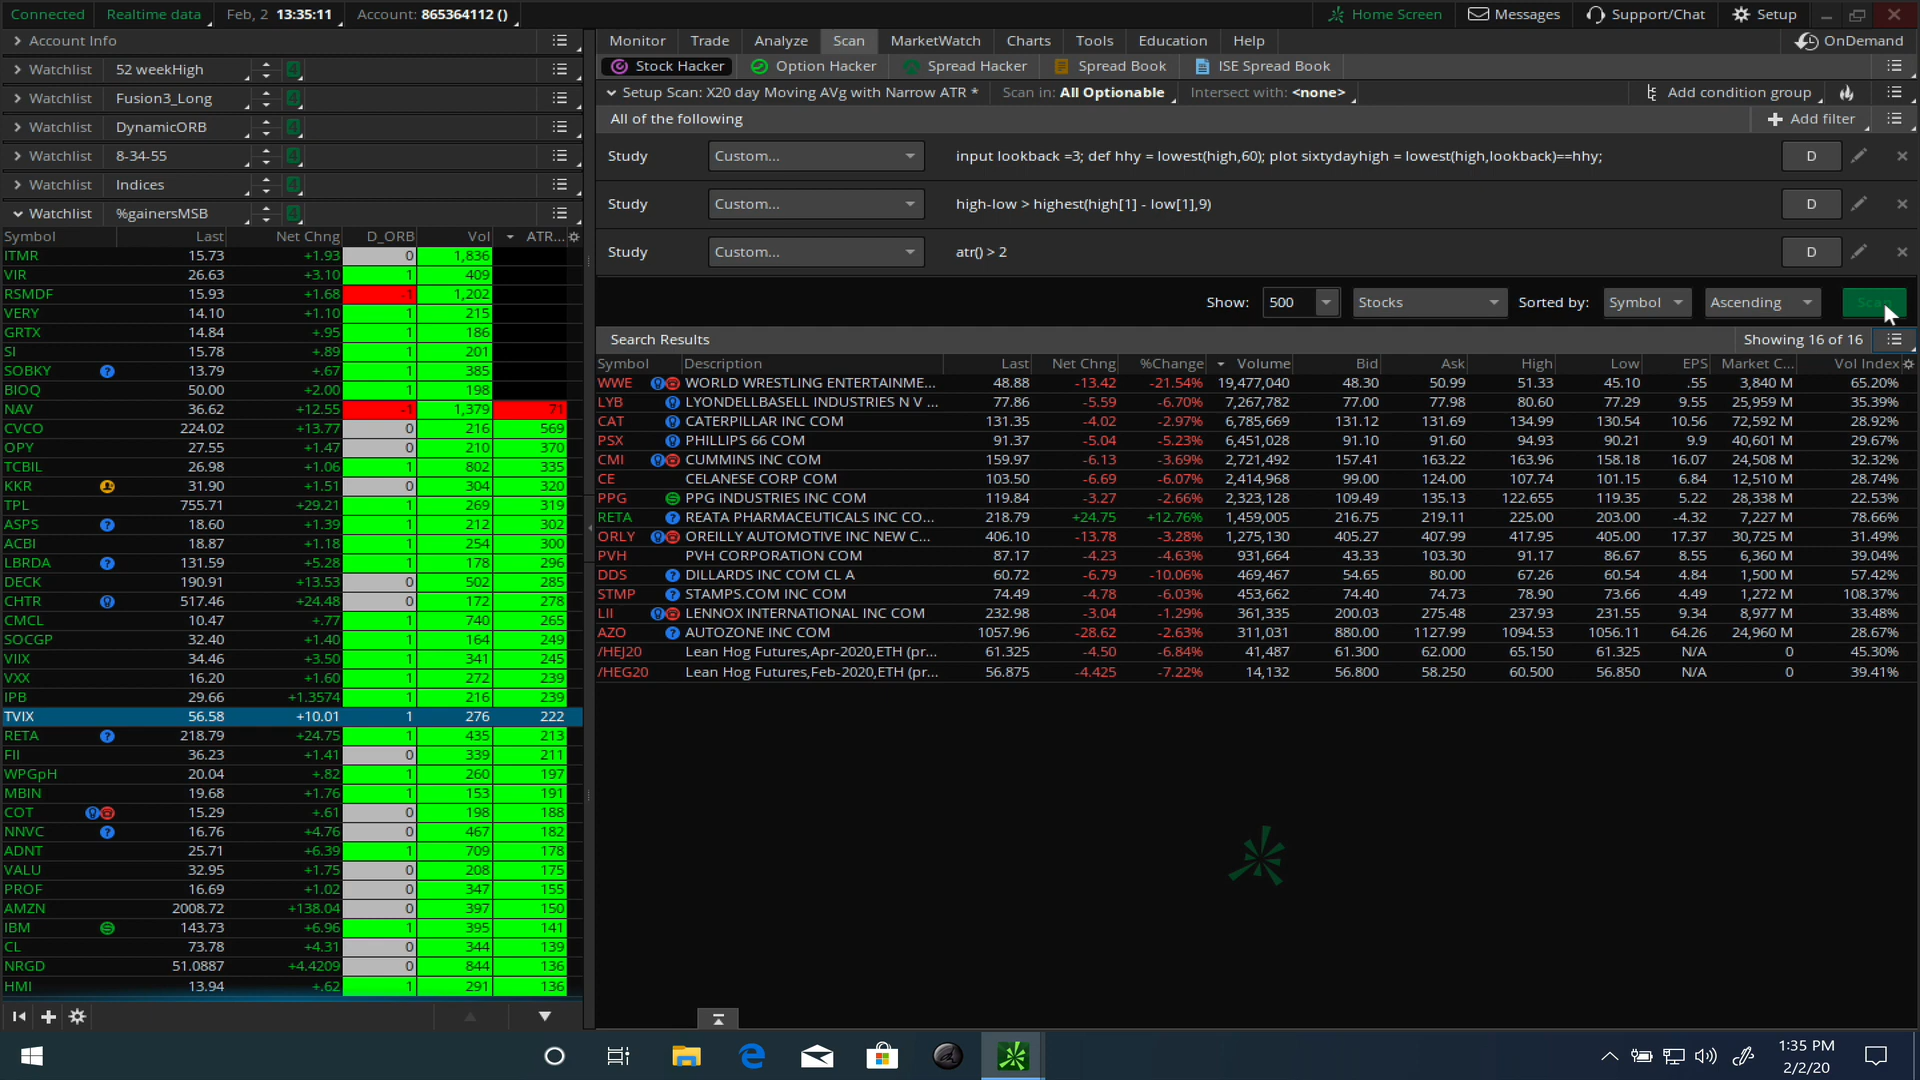 Connected Realtime data Feb, 2 13:35:11 Account: 865364112 () Home Screen Messages Support/Chat Setup
Account Info
Watchlist 52 weekHigh 4
Watchlist Fusion3_Long 4
Watchlist DynamicORB 4
Watchlist 8-34-55 4
Watchlist Indices 4
Watchlist %gainersMSB 4
Symbol Last Net Chng D_ORB Vol ATR...
ITMR 15.73 +1.93 0 1,836
VIR 26.63 +3.10 1 409
RSMDF 15.93 +1.68 -1 1,202
VERY 14.10 +1.10 1 215
GRTX 14.84 +.95 1 186
SI 15.78 +.89 1 201
SOBKY 13.79 +.67 1 385
BIOQ 50.00 +2.00 1 198
NAV 36.62 +12.55 -1 1,379 71
CVCO 224.02 +13.77 0 216 569
OPY 27.55 +1.47 0 210 370
TCBIL 26.98 +1.06 1 802 335
KKR 31.90 +1.51 0 304 320
TPL 755.71 +29.21 1 269 319
ASPS 18.60 +1.39 1 212 302
ACBI 18.87 +1.18 1 254 300
LBRDA 131.59 +5.28 1 178 296
DECK 190.91 +13.53 0 502 285
CHTR 517.46 +24.48 0 172 278
CMCL 10.47 +.77 1 740 265
SOCGP 32.40 +1.40 1 164 249
VIIX 34.46 +3.50 1 341 245
VXX 16.20 +1.60 1 272 239
IPB 29.66 +1.3574 1 216 239
TVIX 56.58 +10.01 1 276 222
RETA 218.79 +24.75 1 435 213
FII 36.23 +1.41 0 339 211
WPGpH 20.04 +.82 1 260 197
MBIN 19.68 +1.76 1 153 191
COT 15.29 +.61 0 198 188
NNVC 16.76 +4.76 0 467 182
ADNT 25.71 +6.39 1 709 178
VALU 32.95 +1.75 0 208 175
PROF 16.69 +1.02 0 347 155
AMZN 2008.72 +138.04 0 397 150
IBM 143.73 +6.96 1 395 141
CL 73.78 +4.31 0 344 139
NRGD 51.0887 +4.4209 0 844 136
HMI 13.94 +.62 1 291 136
Monitor Trade Analyze Scan MarketWatch Charts Tools Education Help OnDemand
Stock Hacker Option Hacker Spread Hacker Spread Book ISE Spread Book
Setup Scan: X20 day Moving AVg with Narrow ATR * Scan in: All Optionable Intersect with: <none> Add condition group
All of the following Add filter
Study Custom... input lookback =3; def hhy = lowest(high,60); plot sixtydayhigh = lowest(high,lookback)==hhy; D
Study Custom... high-low > highest(high[1] - low[1],9) D
Study Custom... atr() > 2 D
Show: 500 Stocks Sorted by: Symbol Ascending Scan
Search Results Showing 16 of 16
Symbol Description Last Net Chng %Change Volume Bid Ask High Low EPS Market C... Vol Index
WWE WORLD WRESTLING ENTERTAINME... 48.88 -13.42 -21.54% 19,477,040 48.30 50.99 51.33 45.10 .55 3,840 M 65.20%
LYB LYONDELLBASELL INDUSTRIES N V ... 77.86 -5.59 -6.70% 7,267,782 77.00 77.98 80.60 77.29 9.55 25,959 M 35.39%
CAT CATERPILLAR INC COM 131.35 -4.02 -2.97% 6,785,669 131.12 131.69 134.99 130.54 10.56 72,592 M 28.92%
PSX PHILLIPS 66 COM 91.37 -5.04 -5.23% 6,451,028 91.10 91.60 94.93 90.21 9.9 40,601 M 29.67%
CMI CUMMINS INC COM 159.97 -6.13 -3.69% 2,721,492 157.41 163.22 163.96 158.18 16.07 24,508 M 32.32%
CE CELANESE CORP COM 103.50 -6.69 -6.07% 2,414,968 99.00 124.00 107.74 101.15 6.84 12,510 M 28.74%
PPG PPG INDUSTRIES INC COM 119.84 -3.27 -2.66% 2,323,128 109.49 135.13 122.655 119.35 5.22 28,338 M 22.53%
RETA REATA PHARMACEUTICALS INC CO... 218.79 +24.75 +12.76% 1,459,005 216.75 219.11 225.00 203.00 -4.32 7,227 M 78.66%
ORLY OREILLY AUTOMOTIVE INC NEW C... 406.10 -13.78 -3.28% 1,275,130 405.27 407.99 417.95 405.00 17.37 30,725 M 31.49%
PVH PVH CORPORATION COM 87.17 -4.23 -4.63% 931,664 43.33 103.30 91.17 86.67 8.55 6,360 M 39.04%
DDS DILLARDS INC COM CL A 60.72 -6.79 -10.06% 469,467 54.65 80.00 67.26 60.54 4.84 1,500 M 57.42%
STMP STAMPS.COM INC COM 74.49 -4.78 -6.03% 453,662 74.40 74.73 78.90 73.66 4.49 1,272 M 108.37%
LII LENNOX INTERNATIONAL INC COM 232.98 -3.04 -1.29% 361,335 200.03 275.48 237.93 231.55 9.34 8,977 M 33.48%
AZO AUTOZONE INC COM 1057.96 -28.62 -2.63% 311,031 880.00 1127.99 1094.53 1056.11 64.26 24,960 M 28.67%
/HEJ20 Lean Hog Futures,Apr-2020,ETH (pr... 61.325 -4.50 -6.84% 41,487 61.300 62.000 65.150 61.325 N/A 0 45.30%
/HEG20 Lean Hog Futures,Feb-2020,ETH (pr... 56.875 -4.425 -7.22% 14,132 56.800 58.250 60.500 56.850 N/A 0 39.41%
1:35 PM
2/2/20